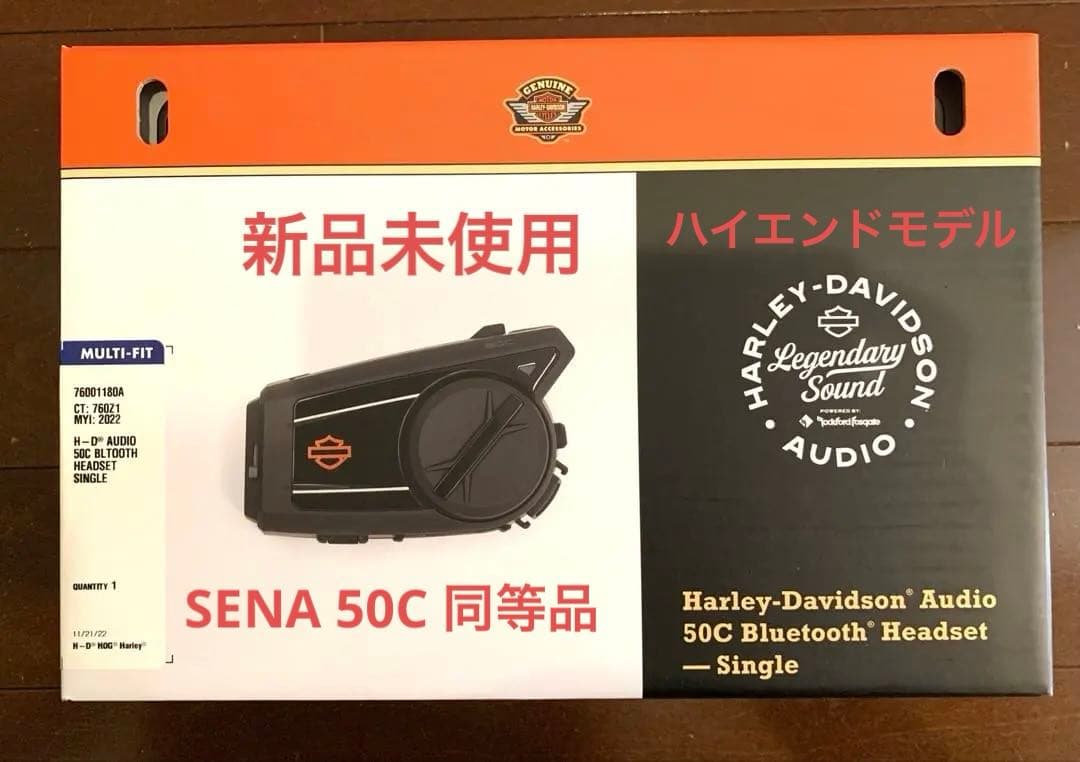 GENUINE
MOTOR
HARLEY-DAVIDSON
CYCLES
MOTOR ACCESSORIES
新品未使用
ハイエンドモデル
HARLEY-DAVIDSON
Legendary
Sound
POWERED BY:
Rockford Fosgate
AUDIO
MULTI-FIT
76001180A
CT: 760Z1
MYI: 2022
H-D® AUDIO
50C BLTOOTH
HEADSET
SINGLE
QUANTITY 1
11/21/22
H-D® HOG® Harley®
SENA 50C 同等品
Harley-Davidson® Audio
50C Bluetooth® Headset
— Single